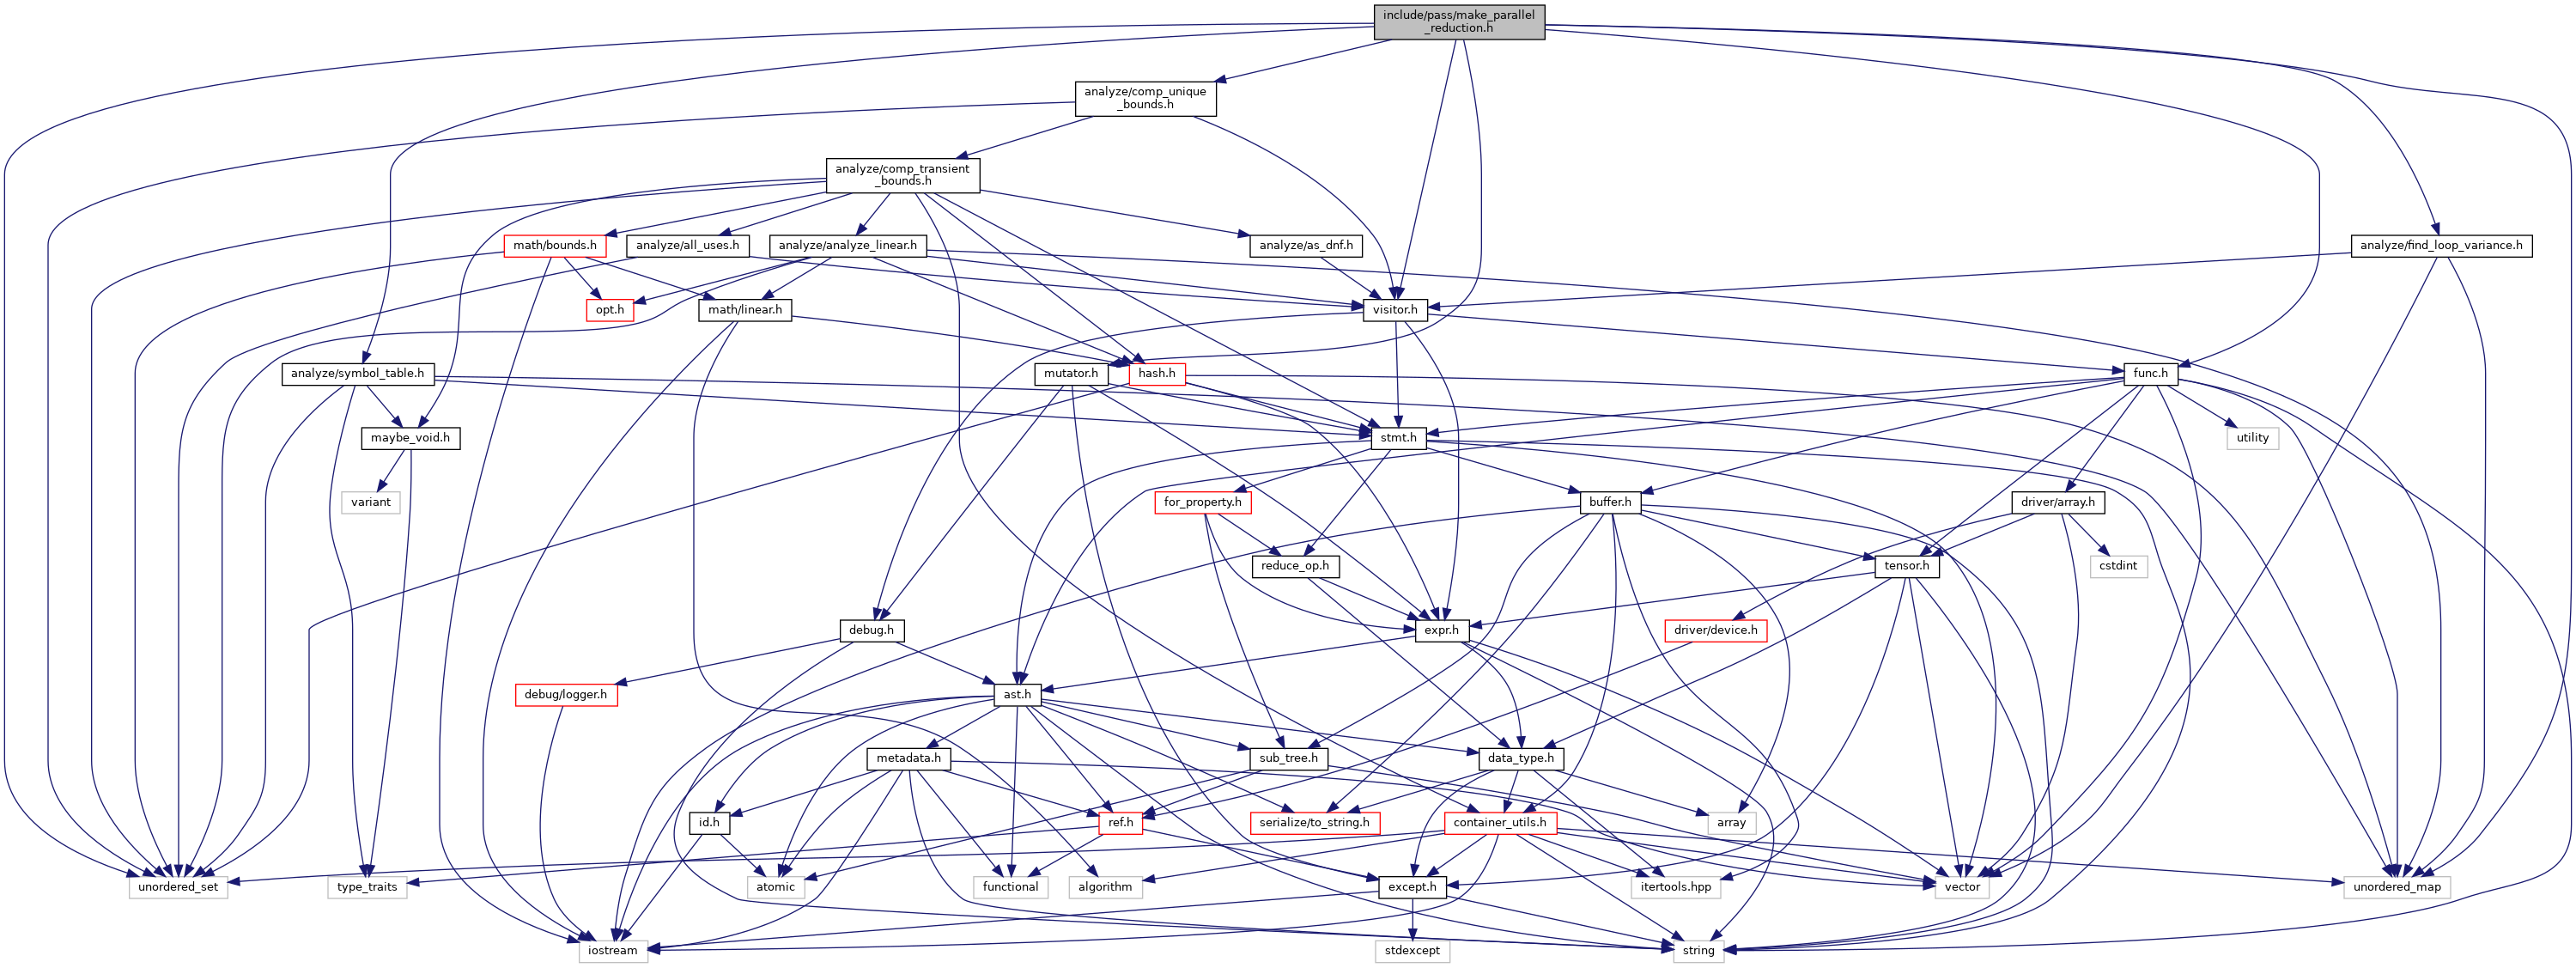 include/pass/make_parallel
_reduction.h
analyze/comp_unique
_bounds.h
analyze/comp_transient
_bounds.h
math/bounds.h
analyze/all_uses.h
analyze/analyze_linear.h
analyze/as_dnf.h
analyze/find_loop_variance.h
opt.h
math/linear.h
visitor.h
analyze/symbol_table.h
mutator.h
hash.h
func.h
maybe_void.h
stmt.h
utility
variant
for_property.h
buffer.h
driver/array.h
reduce_op.h
tensor.h
cstdint
debug.h
expr.h
driver/device.h
debug/logger.h
ast.h
metadata.h
sub_tree.h
data_type.h
id.h
ref.h
serialize/to_string.h
container_utils.h
array
unordered_set
type_traits
atomic
functional
algorithm
except.h
itertools.hpp
vector
unordered_map
iostream
stdexcept
string